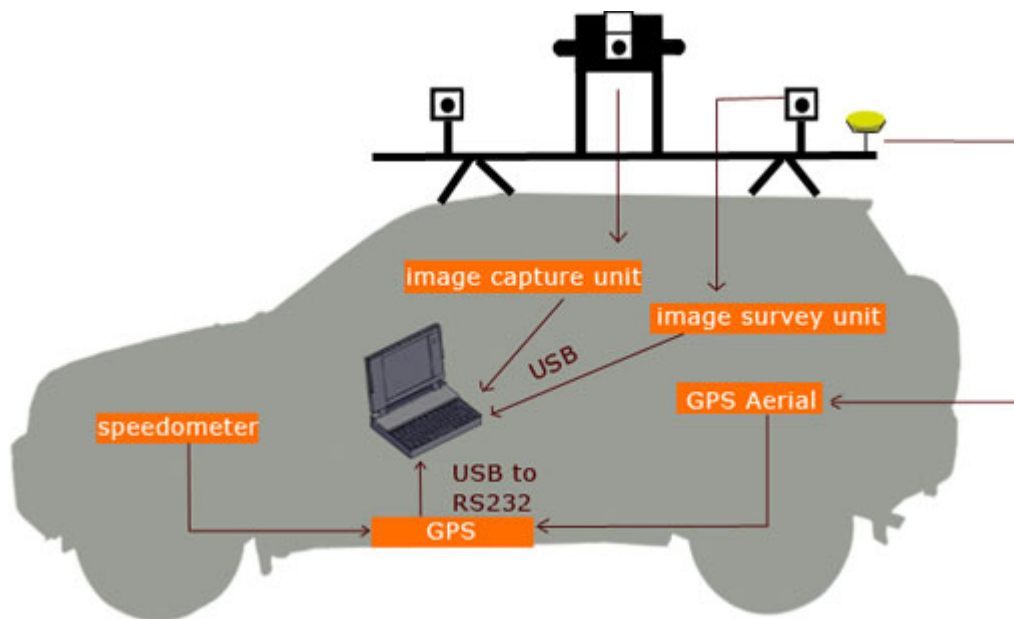 image capture unit
image survey unit
USB
GPS Aerial
speedometer
USB to
RS232
GPS